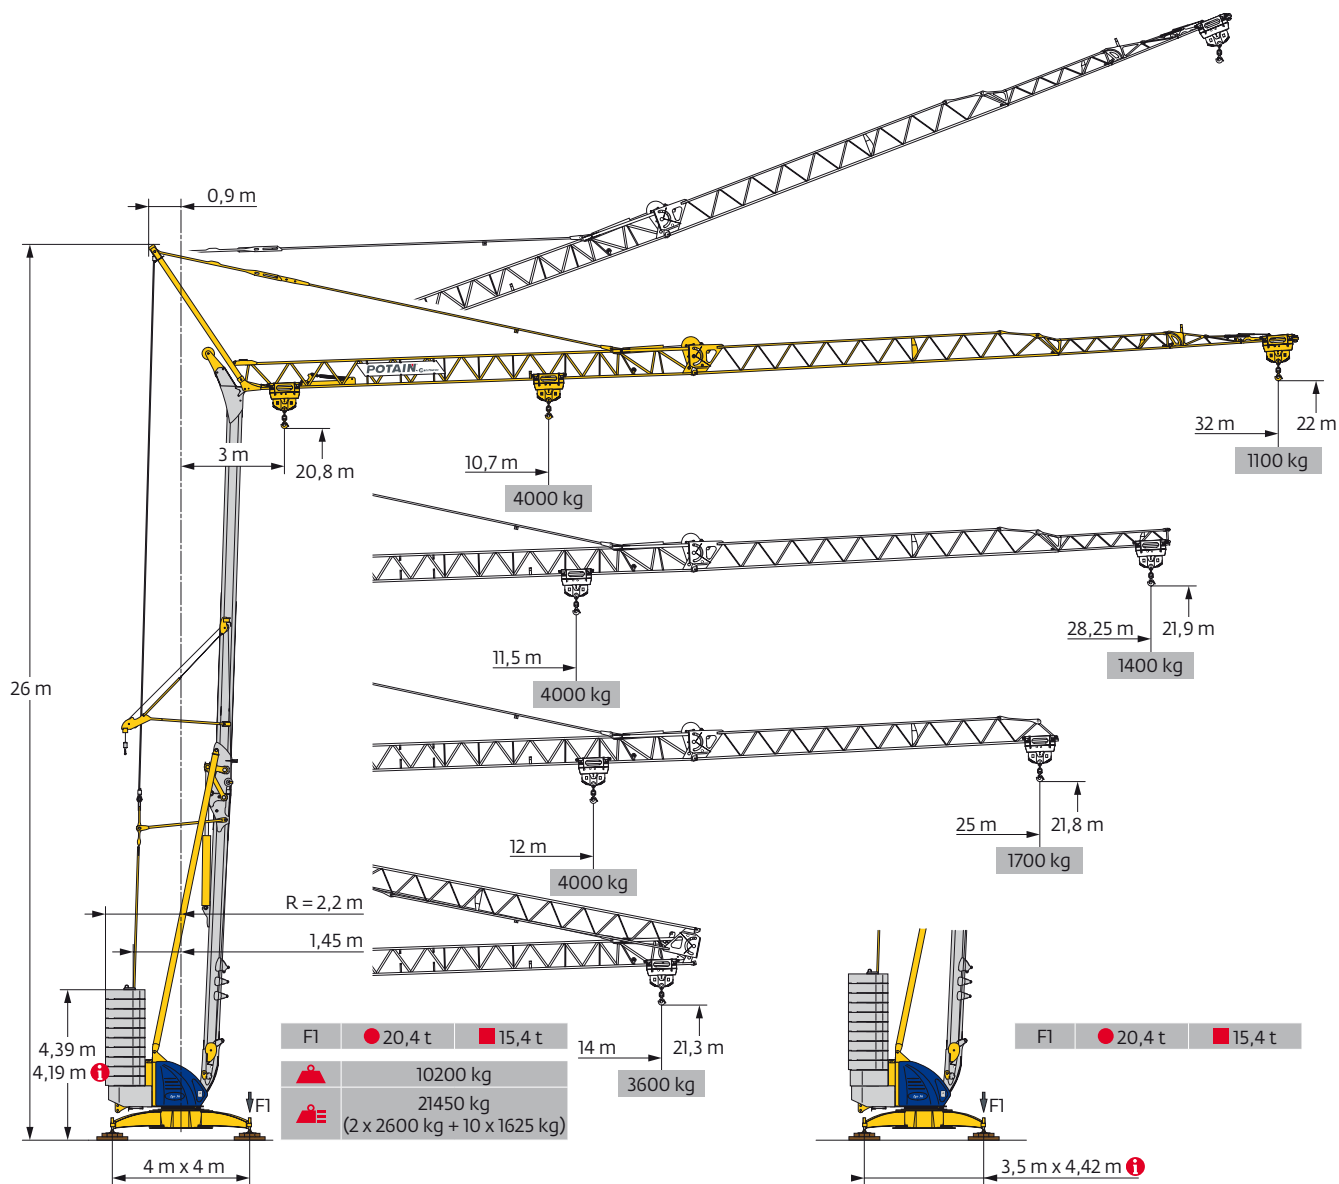 0,9 m
POTAIN
3 m
20,8 m
10,7 m
4000 kg
32 m
22 m
1100 kg
11,5 m
4000 kg
28,25 m
21,9 m
1400 kg
26 m
12 m
4000 kg
25 m
21,8 m
1700 kg
R = 2,2 m
1,45 m
14 m
21,3 m
3600 kg
4,39 m
4,19 m i
F1 20,4 t 15,4 t
10200 kg
21450 kg
(2 x 2600 kg + 10 x 1625 kg)
F1
4 m x 4 m
F1 20,4 t 15,4 t
F1
3,5 m x 4,42 m i